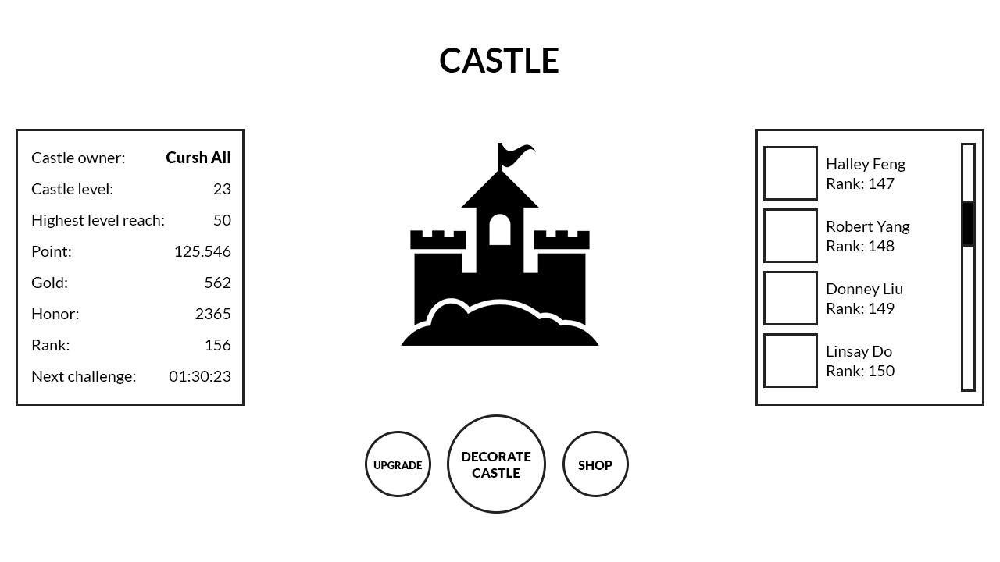 CASTLE
Castle owner: Cursh All
Castle level: 23
Highest level reach: 50
Point: 125.546
Gold: 562
Honor: 2365
Rank: 156
Next challenge: 01:30:23
Halley Feng
Rank: 147
Robert Yang
Rank: 148
Donney Liu
Rank: 149
Linsay Do
Rank: 150
UPGRADE
DECORATE
CASTLE
SHOP